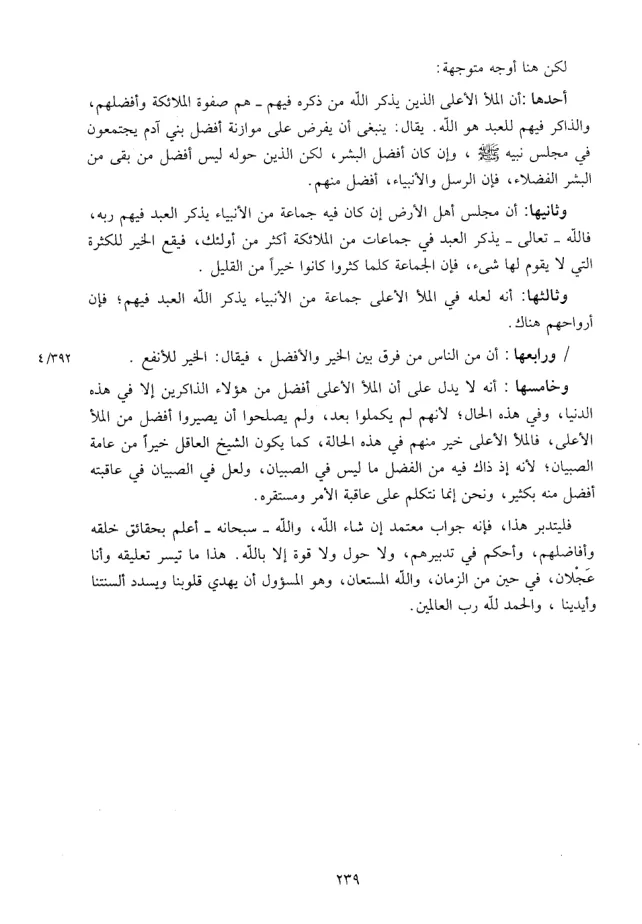 لكن هنا أوجه متوجهة:
أحدها: أن الملأ الأعلى الذين يذكر الله من ذكره فيهم ـ هم صفوة الملائكة وأفضلهم،
والذاكر فيهم للعبد هو الله. يقال: ينبغى أن يفرض على موازنة أفضل بني آدم يجتمعون
في مجلس نبيه ﷺ ، وإن كان أفضل البشر، لكن الذين حوله ليس أفضل من بقى من
البشر الفضلاء، فإن الرسل والأنبياء، أفضل منهم.
وثانيها: أن مجلس أهل الأرض إن كان فيه جماعة من الأنبياء يذكر العبد فيهم ربه،
فالله ـ تعالى ـ يذكر العبد في جماعات من الملائكة أكثر من أولئك، فيقع الخير للكثرة
التي لا يقوم لها شىء، فإن الجماعة كلما كثروا كانوا خيراً من القليل .
وثالثها: أنه لعله في الملأ الأعلى جماعة من الأنبياء يذكر الله العبد فيهم؛ فإن
أرواحهم هناك.
/ ورابعها : أن من الناس من فرق بين الخير والأفضل ، فيقال: الخير للأنفع . ٤/٣٩٢
وخامسها : أنه لا يدل على أن الملأ الأعلى أفضل من هؤلاء الذاكرين إلا في هذه
الدنيا، وفي هذه الحال؛ لأنهم لم يكملوا بعد، ولم يصلحوا أن يصيروا أفضل من الملأ
الأعلى، فالملأ الأعلى خير منهم في هذه الحالة، كما يكون الشيخ العاقل خيراً من عامة
الصبيان؛ لأنه إذ ذاك فيه من الفضل ما ليس في الصبيان، ولعل في الصبيان في عاقبته
أفضل منه بكثير، ونحن إنما نتكلم على عاقبة الأمر ومستقره.
فليتدبر هذا، فإنه جواب معتمد إن شاء الله، والله ـ سبحانه ـ أعلم بحقائق خلقه
وأفاضلهم، وأحكم في تدبيرهم، ولا حول ولا قوة إلا بالله. هذا ما تيسر تعليقه وأنا
عَجْلان، في حين من الزمان، والله المستعان، وهو المسؤول أن يهدي قلوبنا ويسدد ألسنتنا
وأيدينا ، والحمد لله رب العالمين.
٢٣٩